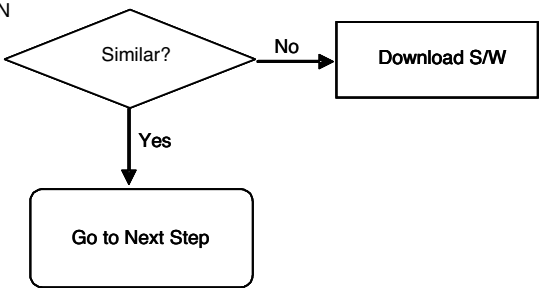 N
Similar?
No
Download S/W
Yes
Go to Next Step